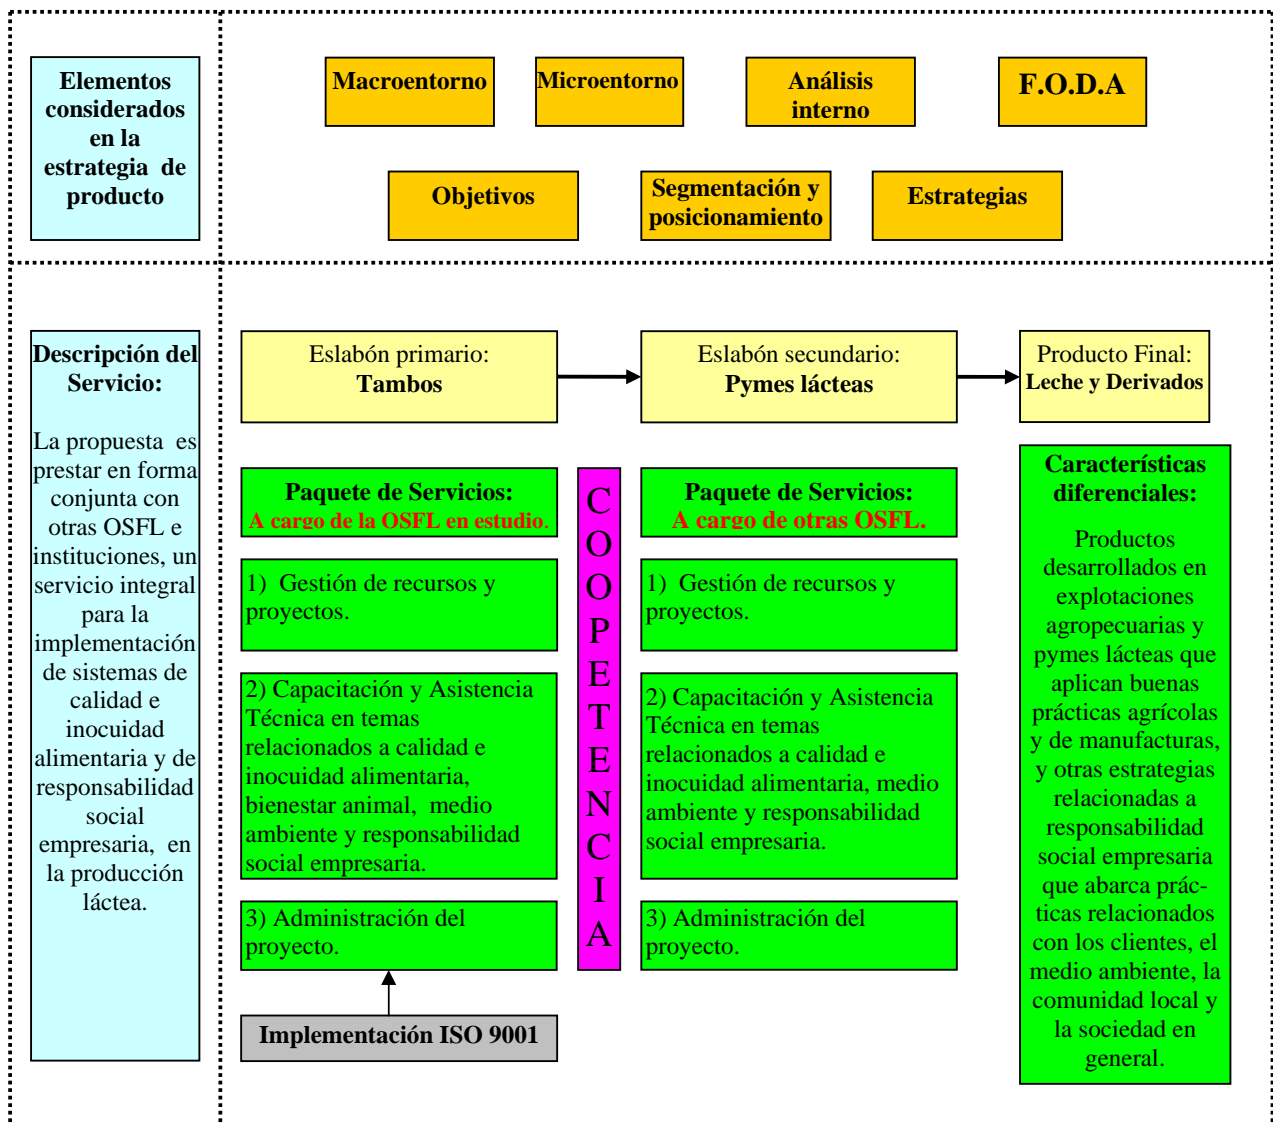 Elementos
considerados
en la
estrategia de
producto
Macroentorno
Microentorno
Análisis
interno
F.O.D.A
Objetivos
Segmentación y
posicionamiento
Estrategias
Descripción del
Servicio:
La propuesta es
prestar en forma
conjunta con
otras OSFL e
instituciones, un
servicio integral
para la
implementación
de sistemas de
calidad e
inocuidad
alimentaria y de
responsabilidad
social
empresaria, en
la producción
láctea.
Eslabón primario:
Tambos
Eslabón secundario:
Pymes lácteas
Producto Final:
Leche y Derivados
Paquete de Servicios:
A cargo de la OSFL en estudio.
1) Gestión de recursos y
proyectos.
2) Capacitación y Asistencia
Técnica en temas
relacionados a calidad e
inocuidad alimentaria,
bienestar animal, medio
ambiente y responsabilidad
social empresaria.
3) Administración del
proyecto.
Implementación ISO 9001
C
O
O
P
E
T
E
N
C
I
A
Paquete de Servicios:
A cargo de otras OSFL.
1) Gestión de recursos y
proyectos.
2) Capacitación y Asistencia
Técnica en temas
relacionados a calidad e
inocuidad alimentaria, medio
ambiente y responsabilidad
social empresaria.
3) Administración del
proyecto.
Características
diferenciales:
Productos
desarrollados en
explotaciones
agropecuarias y
pymes lácteas que
aplican buenas
prácticas agrícolas
y de manufacturas,
y otras estrategias
relacionadas a
responsabilidad
social empresaria
que abarca prác-
ticas relacionados
con los clientes, el
medio ambiente, la
comunidad local y
la sociedad en
general.